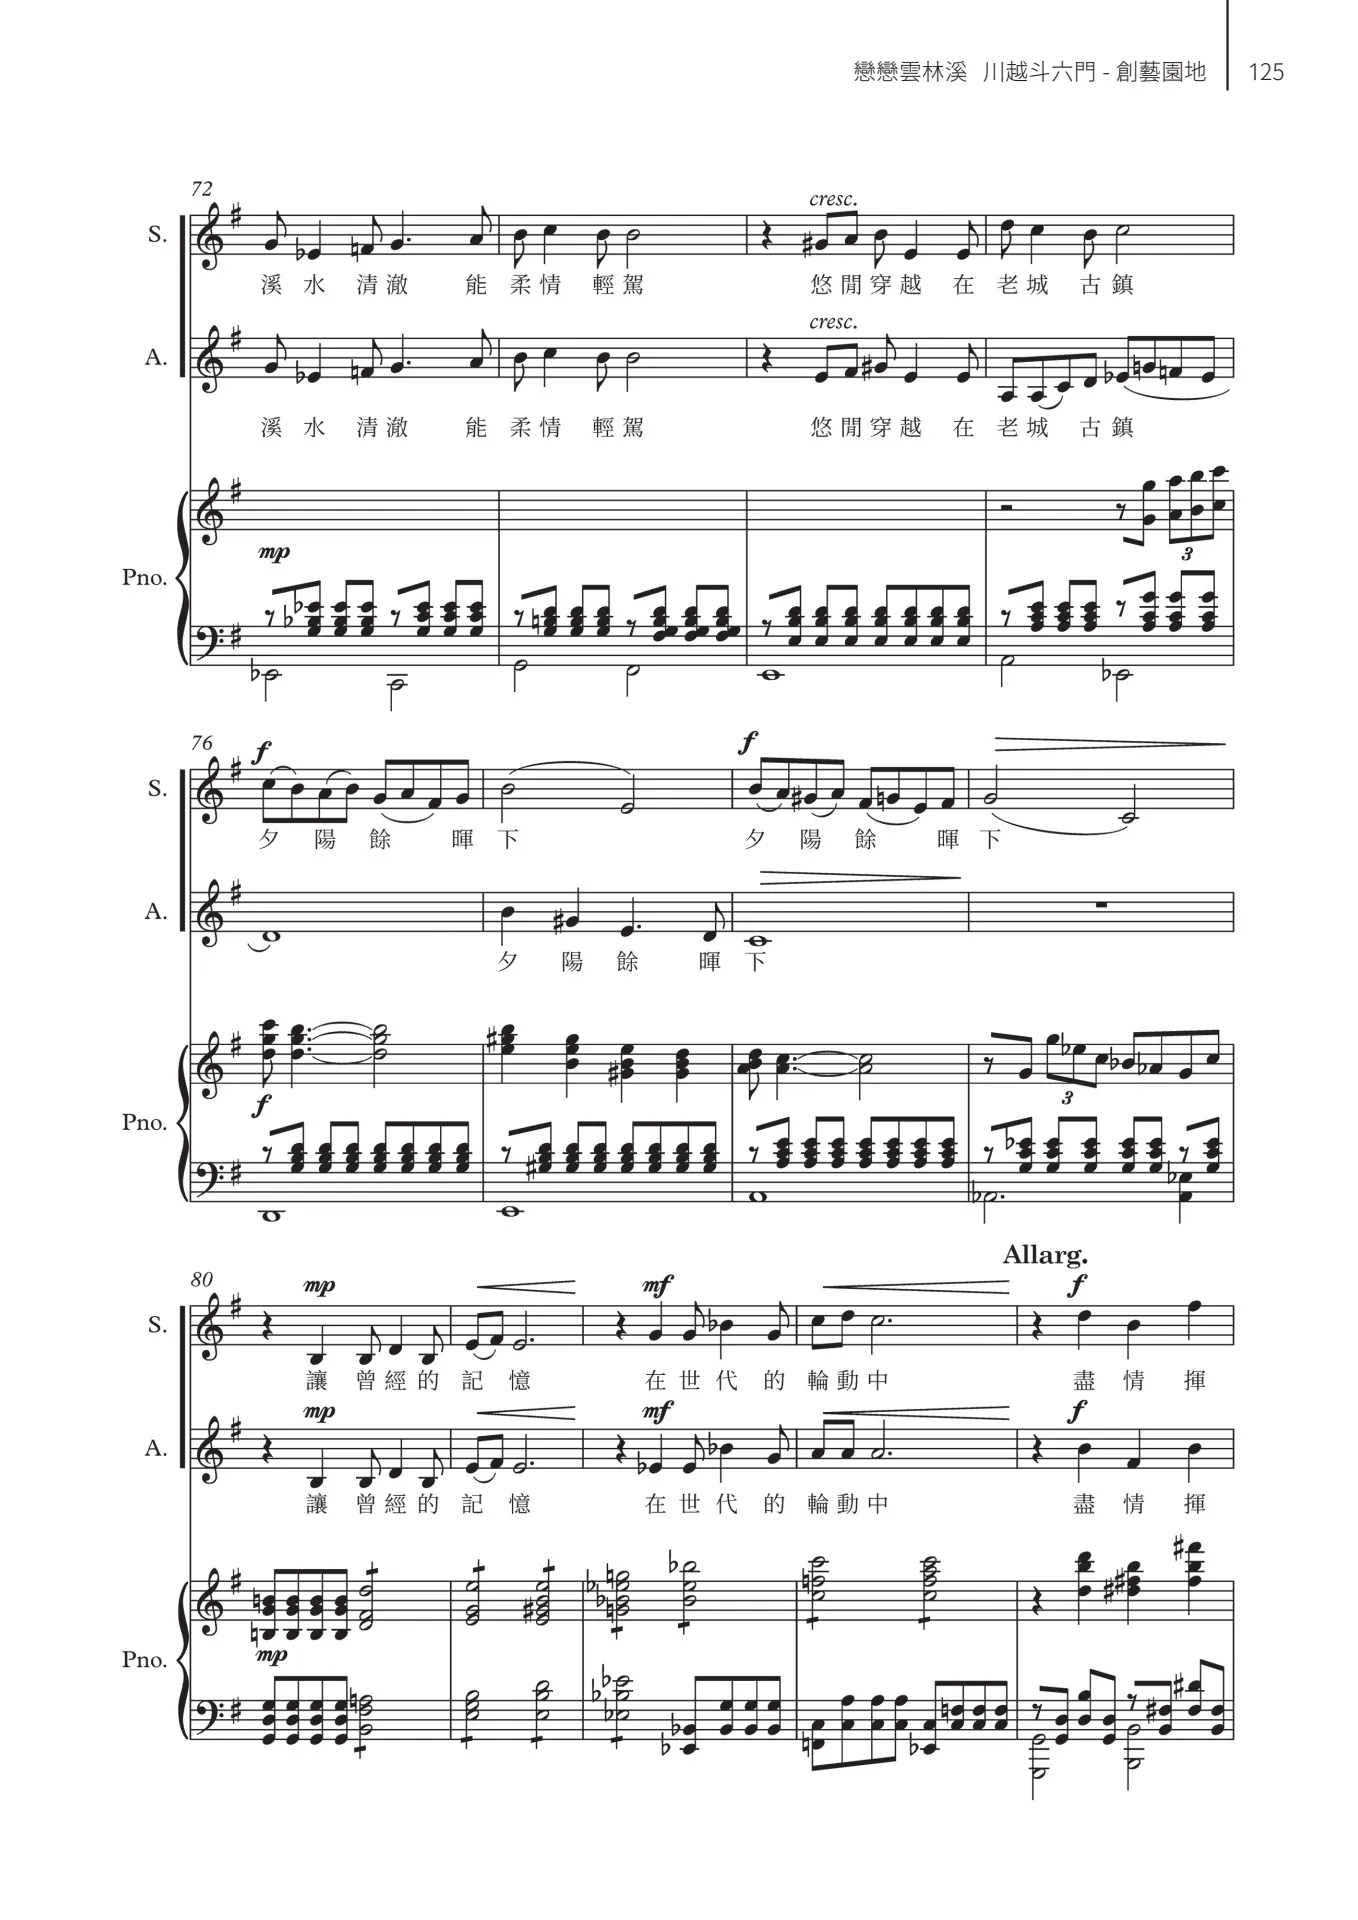 戀戀雲林溪 川越斗六門 - 創藝園地 125
72
cresc.
S.
溪 水 清 澈 能 柔 情 輕 駕 悠 閒 穿 越 在 老 城 古 鎮
cresc.
A.
溪 水 清 澈 能 柔 情 輕 駕 悠 閒 穿 越 在 老 城 古 鎮
mp
3
Pno.
76
f f
S.
夕 陽 餘 暉 下 夕 陽 餘 暉 下
A.
夕 陽 餘 暉 下
f
3
Pno.
Allarg.
80
mp mf f
S.
讓 曾 經 的 記 憶 在 世 代 的 輪 動 中 盡 情 揮
mp mf f
A.
讓 曾 經 的 記 憶 在 世 代 的 輪 動 中 盡 情 揮
mp
Pno.